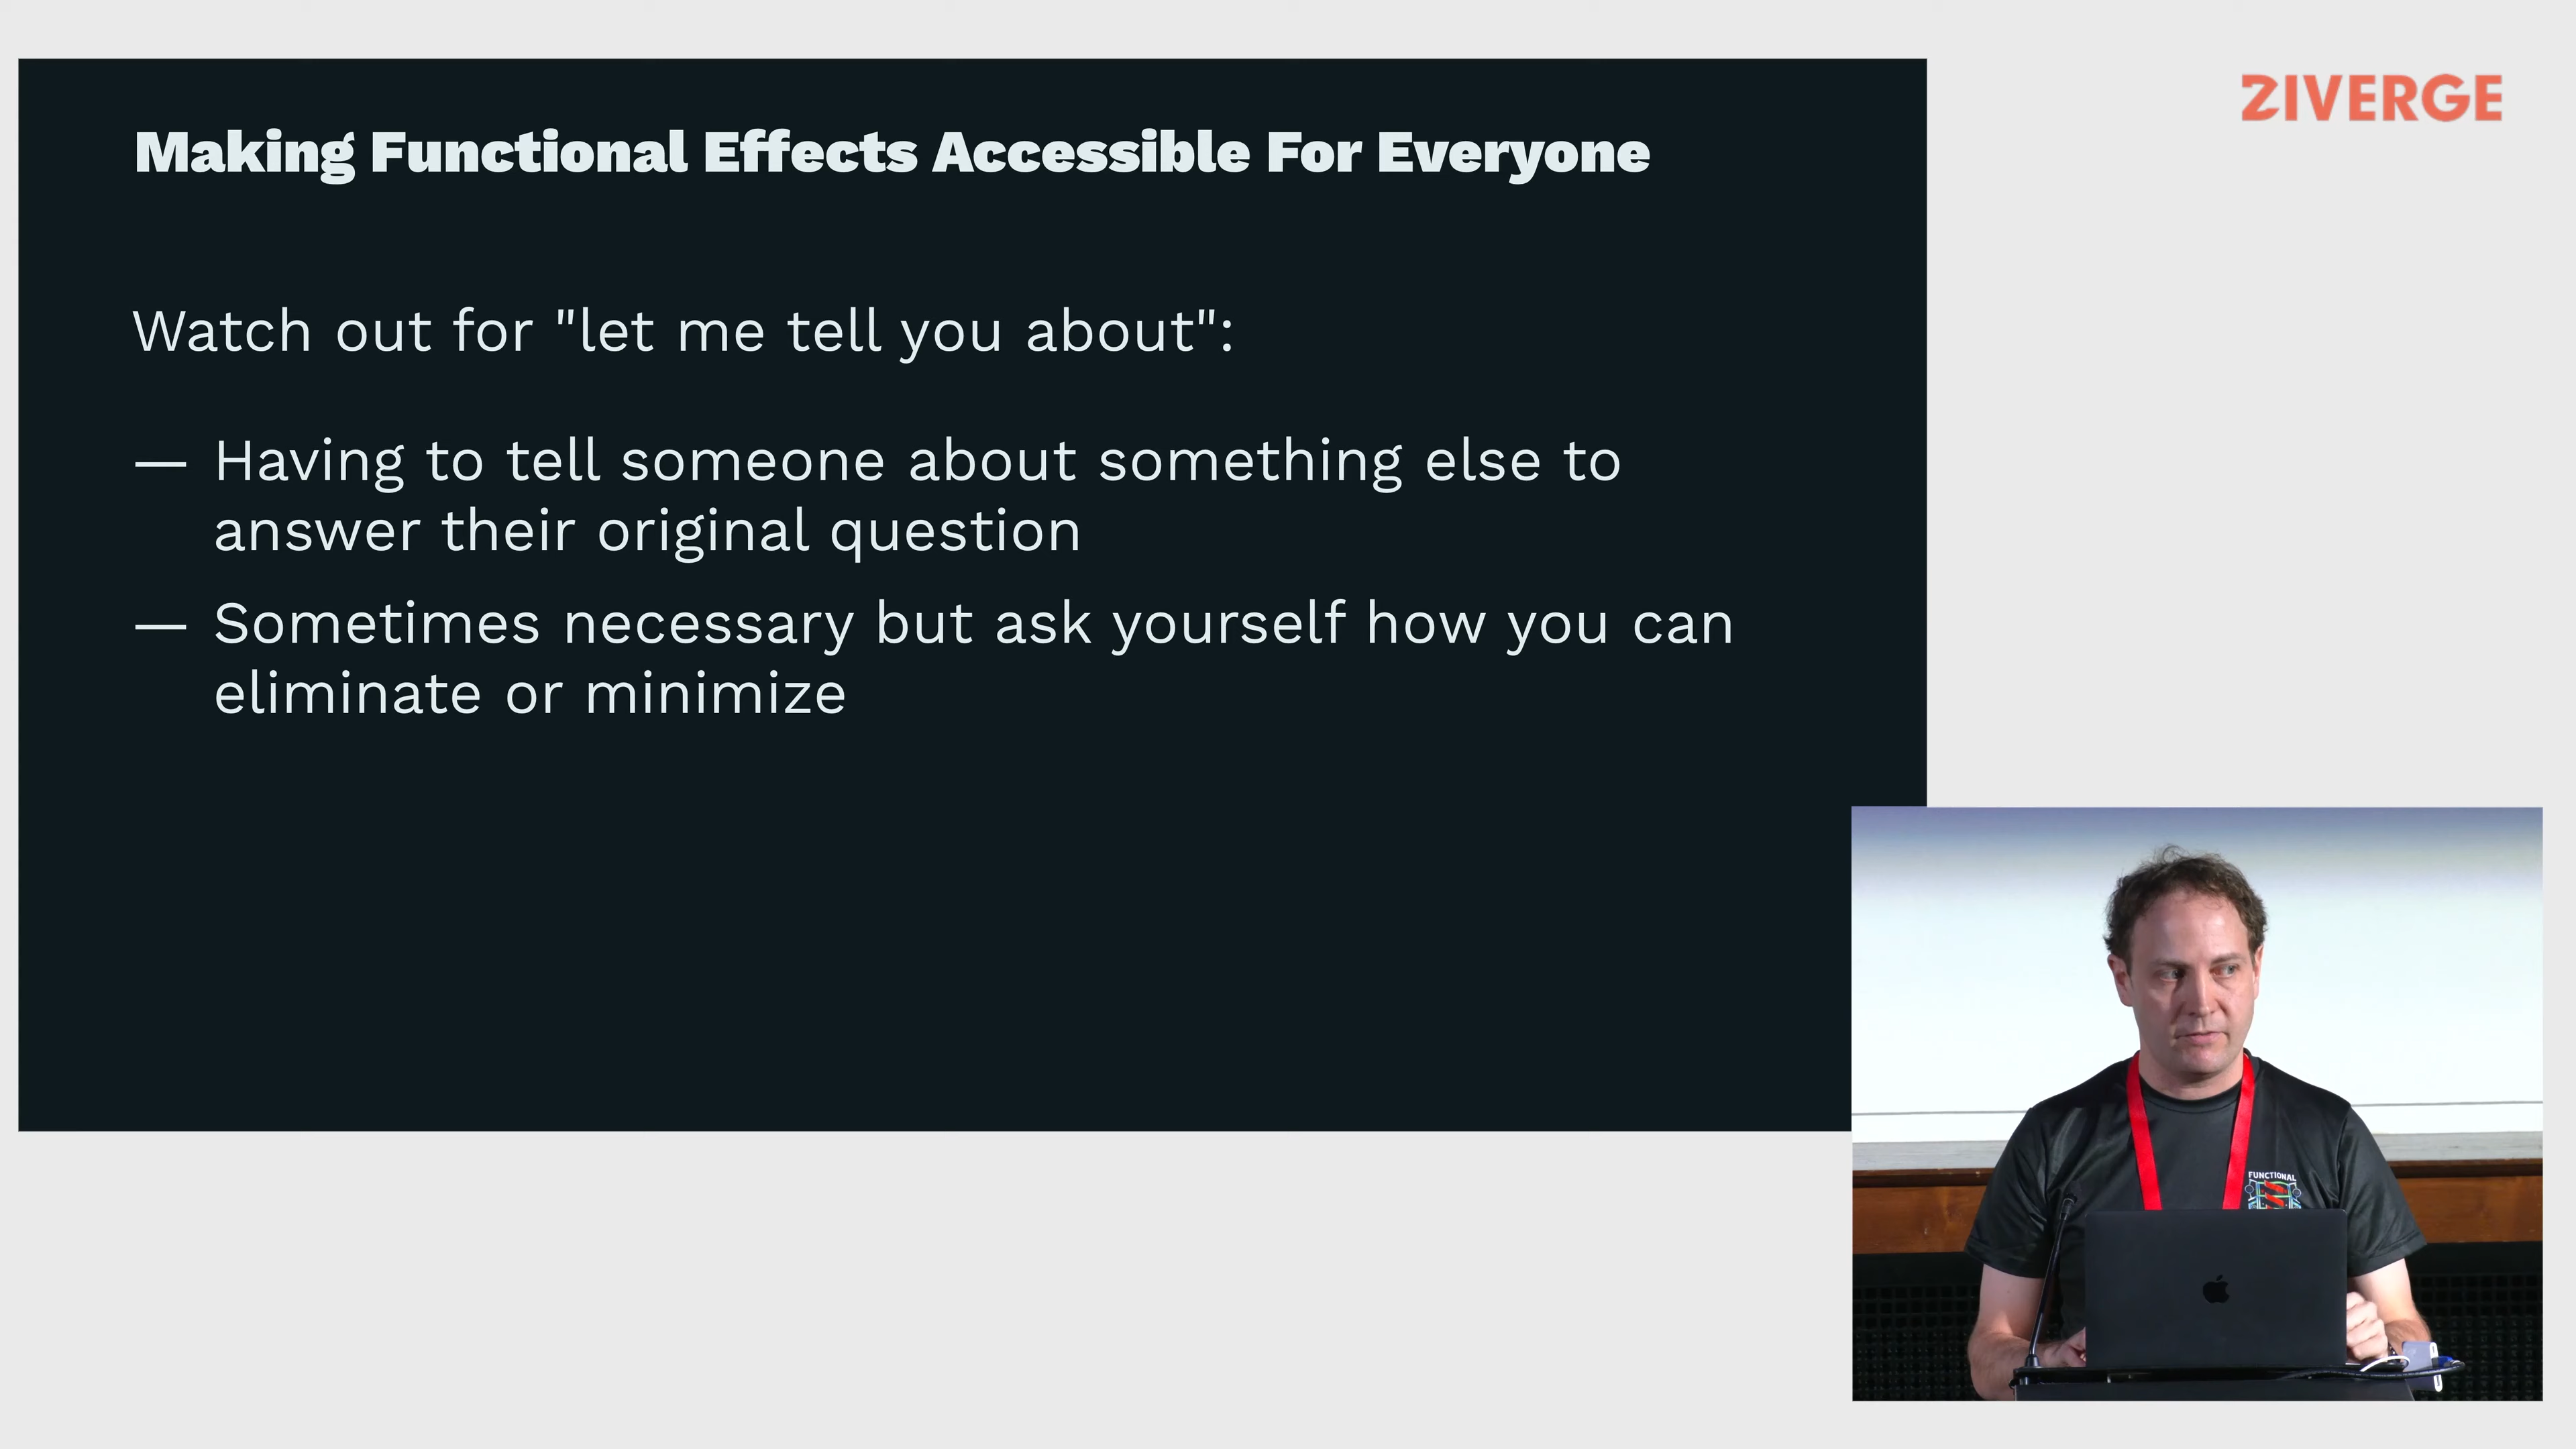 ZIVERGE
Making Functional Effects Accessible For Everyone
Watch out for "let me tell you about":
— Having to tell someone about something else to
answer their original question
— Sometimes necessary but ask yourself how you can
eliminate or minimize
FUNCTIONAL